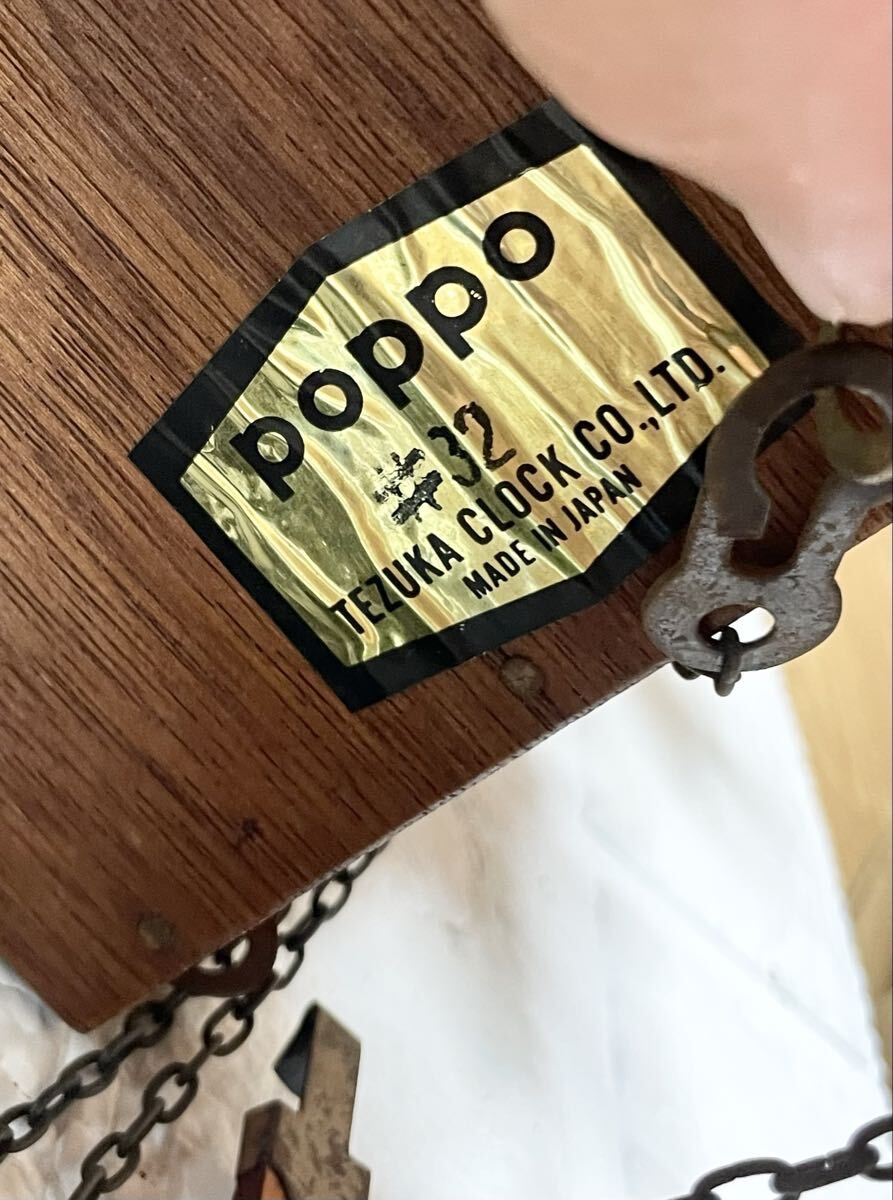 poppo
#32
TEZUKA CLOCK CO.,LTD.
MADE IN JAPAN